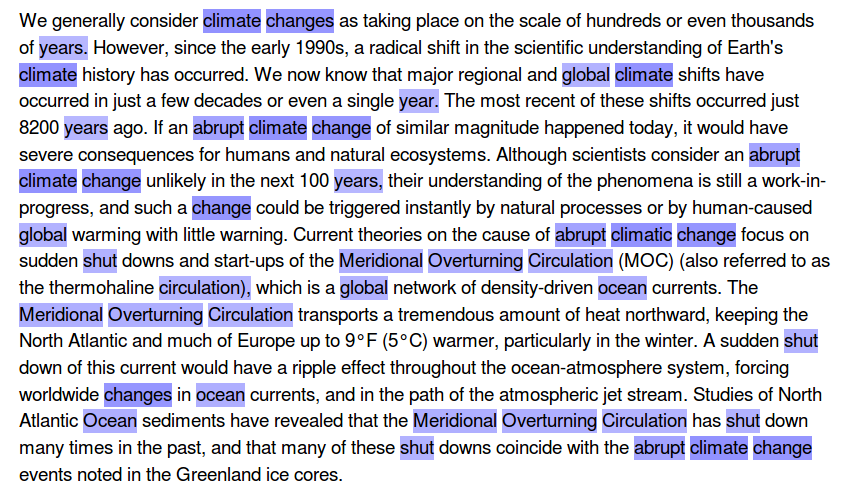 We generally consider climate changes as taking place on the scale of hundreds or even thousands
of years. However, since the early 1990s, a radical shift in the scientific understanding of Earth's
climate history has occurred. We now know that major regional and global climate shifts have
occurred in just a few decades or even a single year. The most recent of these shifts occurred just
8200 years ago. If an abrupt climate change of similar magnitude happened today, it would have
severe consequences for humans and natural ecosystems. Although scientists consider an abrupt
climate change unlikely in the next 100 years, their understanding of the phenomena is still a work-in-
progress, and such a change could be triggered instantly by natural processes or by human-caused
global warming with little warning. Current theories on the cause of abrupt climatic change focus on
sudden shut downs and start-ups of the Meridional Overturning Circulation (MOC) (also referred to as
the thermohaline circulation), which is a global network of density-driven ocean currents. The
Meridional Overturning Circulation transports a tremendous amount of heat northward, keeping the
North Atlantic and much of Europe up to 9°F (5°C) warmer, particularly in the winter. A sudden shut
down of this current would have a ripple effect throughout the ocean-atmosphere system, forcing
worldwide changes in ocean currents, and in the path of the atmospheric jet stream. Studies of North
Atlantic Ocean sediments have revealed that the Meridional Overturning Circulation has shut down
many times in the past, and that many of these shut downs coincide with the abrupt climate change
events noted in the Greenland ice cores.